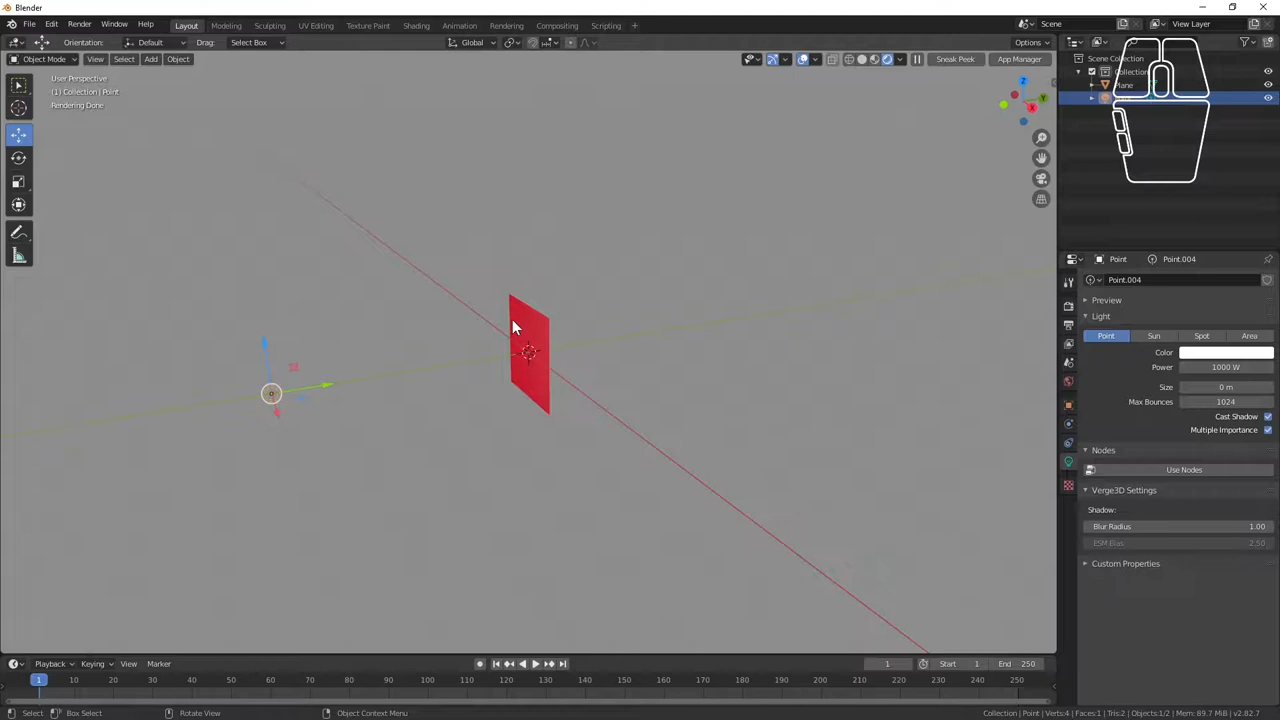 Blender
File Edit Render Window Help Layout Modeling Sculpting UV Editing Texture Paint Shading Animation Rendering Compositing Scripting + Scene View Layer
Orientation: Default Drag: Select Box Global Options
Object Mode View Select Add Object Sneak Peek App Manager
User Perspective
(1) Collection | Point
Rendering Done
Z
Y
X
Scene Collection
Collection
Plane
Point Point.004
Point.004
Preview
Light
Point Sun Spot Area
Color
Power 1000 W
Size 0 m
Max Bounces 1024
Cast Shadow
Multiple Importance
Nodes
Use Nodes
Verge3D Settings
Shadow:
Blur Radius 1.00
ESM Bias 2.50
Custom Properties
Playback Keying View Marker 1 Start 1 End 250
1 10 20 30 40 50 60 70 80 90 100 110 120 130 140 150 160 170 180 190 200 210 220 230 240 250
Select Box Select Rotate View Object Context Menu Collection | Point | Verts:4 | Faces:1 | Tris:2 | Objects:1/2 | Mem: 89.7 MiB | v2.82.7